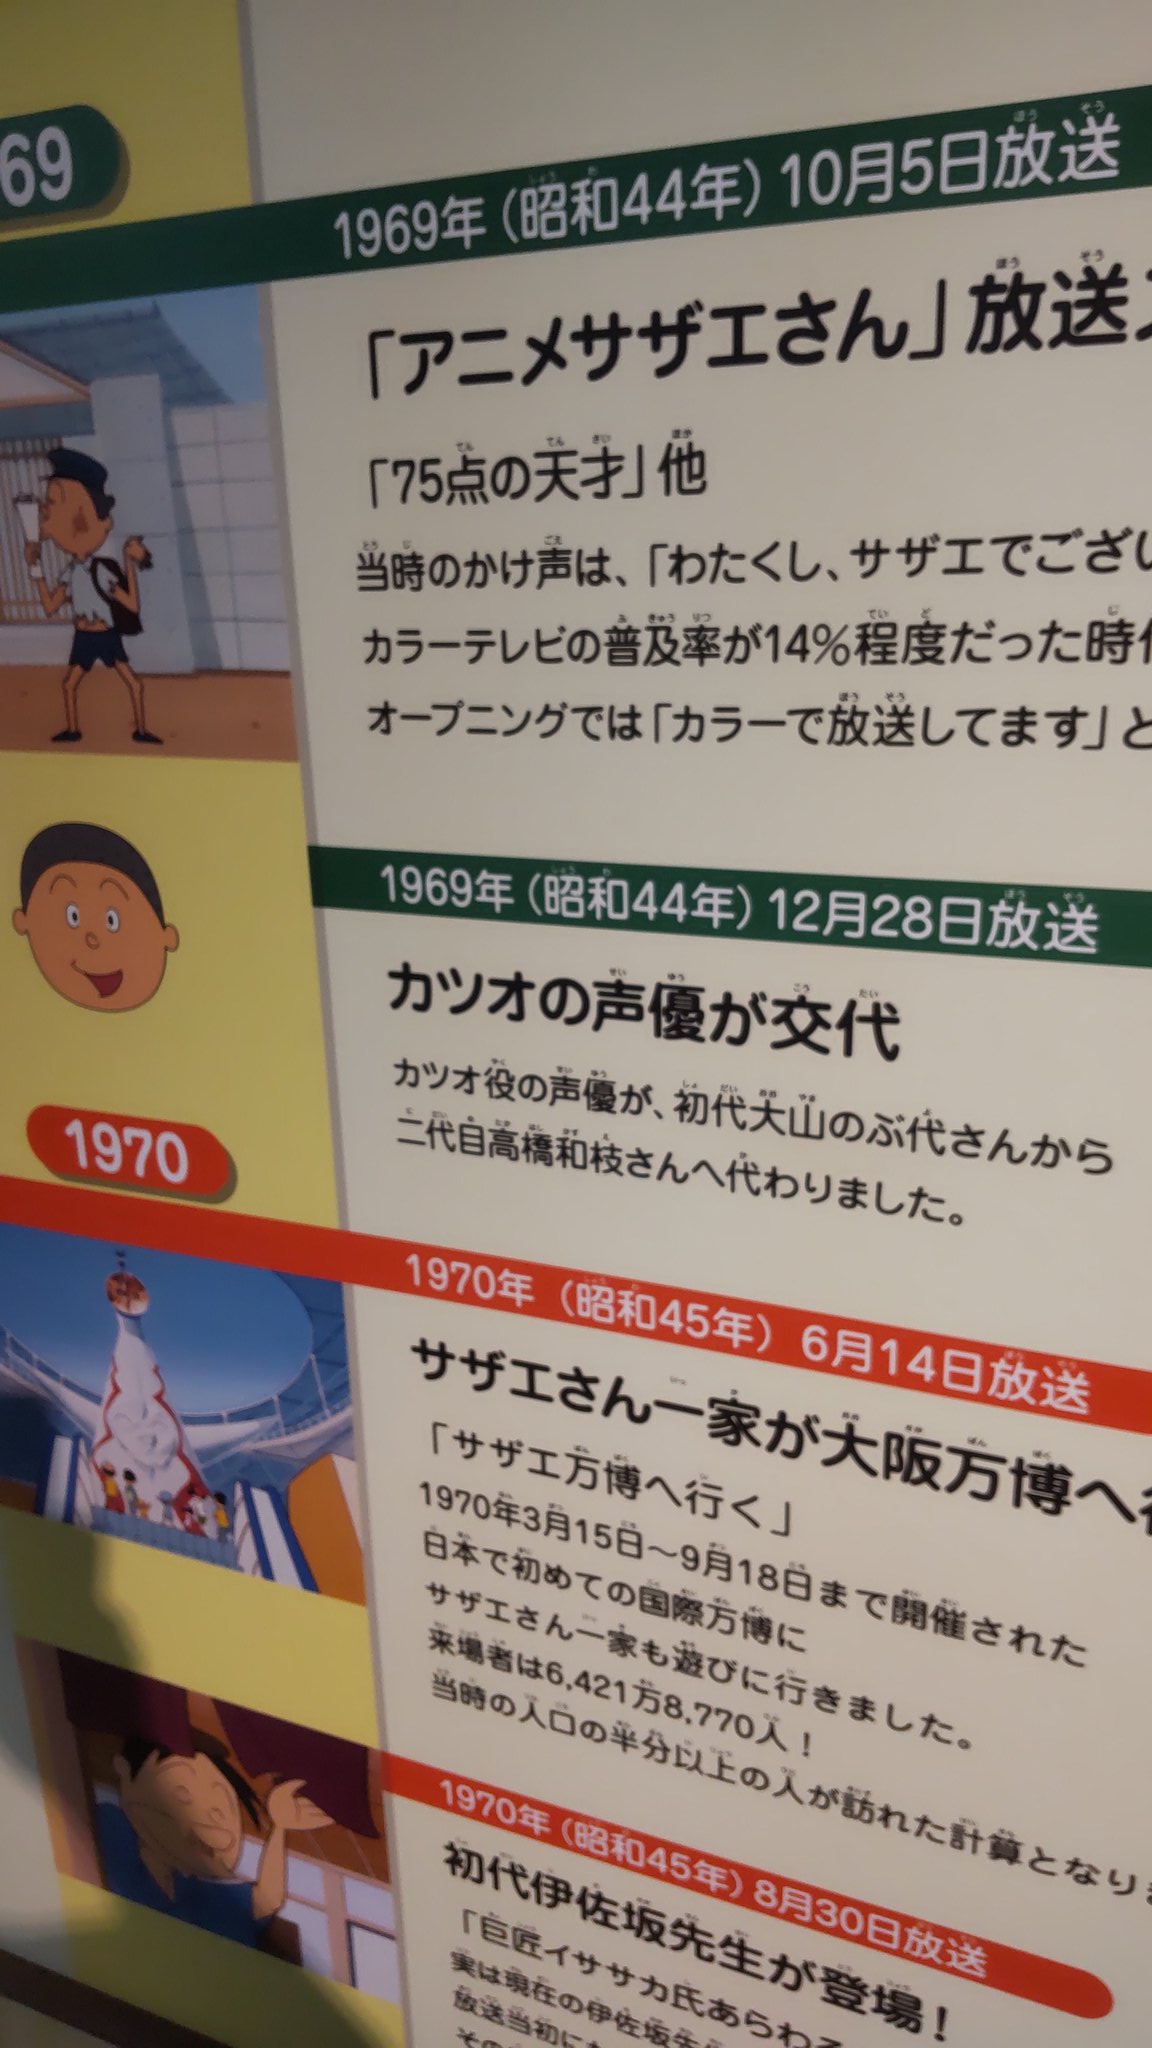 69
1969年（昭和44年）10月5日放送
「アニメサザエさん」放送
「75点の天才」他
当時のかけ声は、「わたくし、サザエでござい
カラーテレビの普及率が14%程度だった時代
オープニングでは「カラーで放送してます」と
1969年（昭和44年）12月28日放送
カツオの声優が交代
カツオ役の声優が、初代大山のぶ代さんから
二代目高橋和枝さんへ代わりました。
1970
1970年（昭和45年）6月14日放送
サザエさん一家が大阪万博へ行
「サザエ万博へ行く」
1970年3月15日～9月18日まで開催された
日本で初めての国際万博に
サザエさん一家も遊びに行きました。
来場者は6,421万8,770人！
当時の人口の半分以上の人が訪れた計算となり
1970年（昭和45年）8月30日放送
初代伊佐坂先生が登場！
「巨匠イササカ氏あらわる
実は現在の伊佐坂先
放送当初に
その